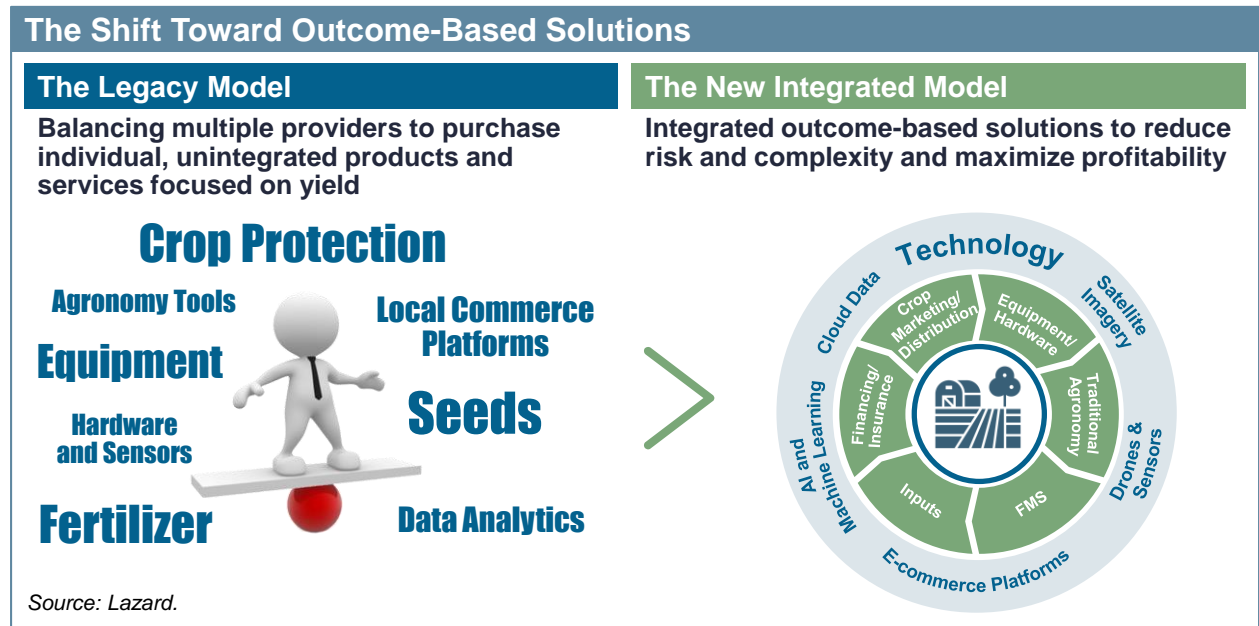 The Shift Toward Outcome-Based Solutions
The Legacy Model
Balancing multiple providers to purchase
individual, unintegrated products and
services focused on yield
Crop Protection
Agronomy Tools
Local Commerce
Platforms
Equipment
Seeds
Hardware
and Sensors
Fertilizer
Data Analytics
Source: Lazard.
The New Integrated Model
Integrated outcome-based solutions to reduce
risk and complexity and maximize profitability
Technology
Satellite
Imagery
Drones &
Sensors
E-commerce Platforms
AI and
Machine Learning
Cloud Data
Crop
Marketing/
Distribution
Equipment/
Hardware
Traditional
Agronomy
FMS
Inputs
Financing/
Insurance